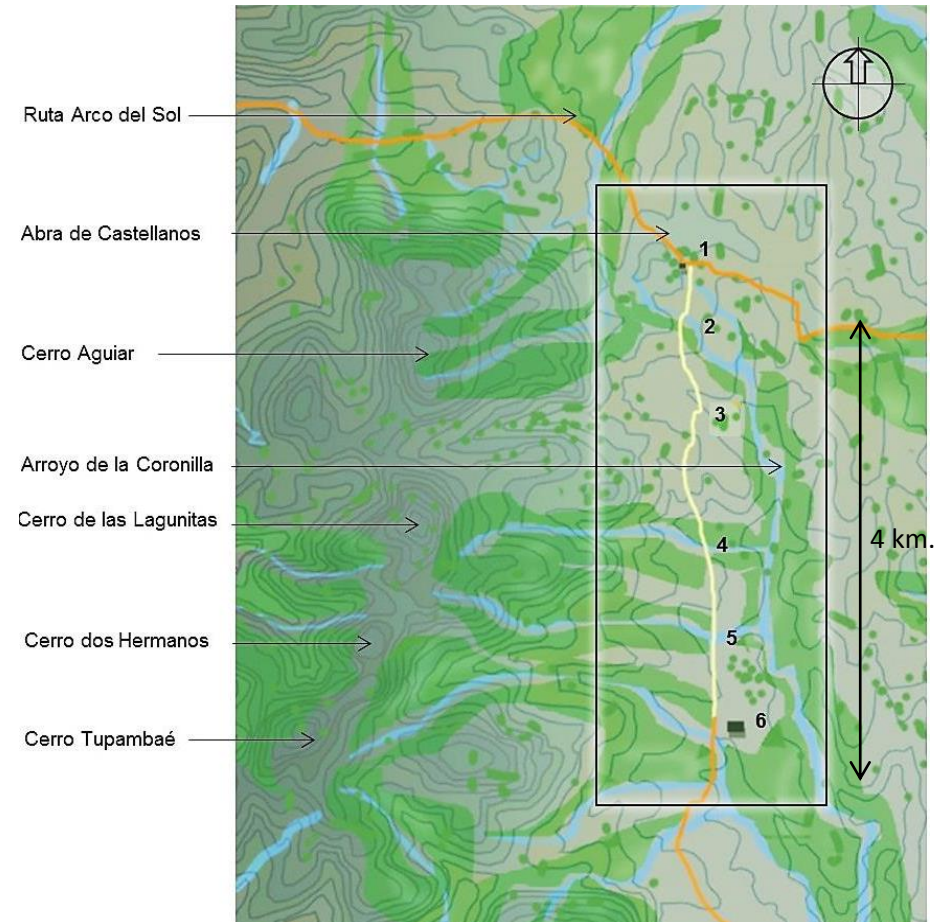 Ruta Arco del Sol
Abra de Castellanos
1
Cerro Aguiar
2
3
Arroyo de la Coronilla
Cerro de las Lagunitas
4
4 km.
Cerro dos Hermanos
5
6
Cerro Tupambaé